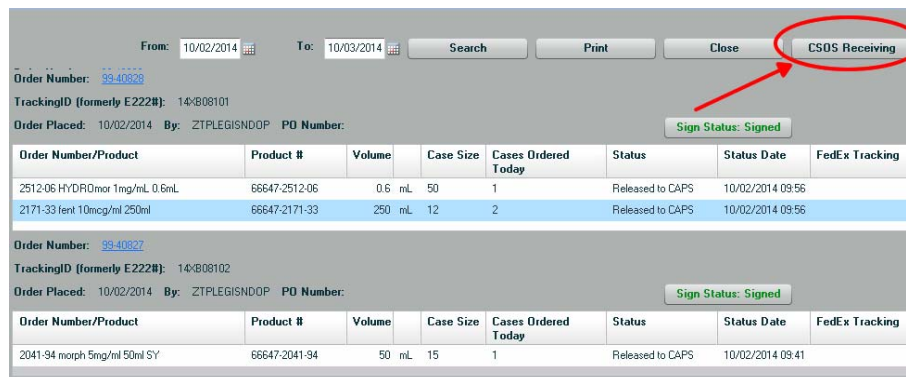 From: 10/02/2014 To: 10/03/2014 Search Print Close CSOS Receiving
Order Number: 99-40828
TrackingID (formerly E222#): 14XB08101
Order Placed: 10/02/2014 By: ZTPLEGISNDOP PO Number: Sign Status: Signed
Order Number/Product Product # Volume Case Size Cases Ordered Today Status Status Date FedEx Tracking
2512-06 HYDROmor 1mg/mL 0.6mL 66647-2512-06 0.6 mL 50 1 Released to CAPS 10/02/2014 09:56
2171-33 fent 10mcg/ml 250ml 66647-2171-33 250 mL 12 2 Released to CAPS 10/02/2014 09:56
Order Number: 99-40827
TrackingID (formerly E222#): 14XB08102
Order Placed: 10/02/2014 By: ZTPLEGISNDOP PO Number: Sign Status: Signed
Order Number/Product Product # Volume Case Size Cases Ordered Today Status Status Date FedEx Tracking
2041-94 morph 5mg/ml 50ml SY 66647-2041-94 50 mL 15 1 Released to CAPS 10/02/2014 09:41